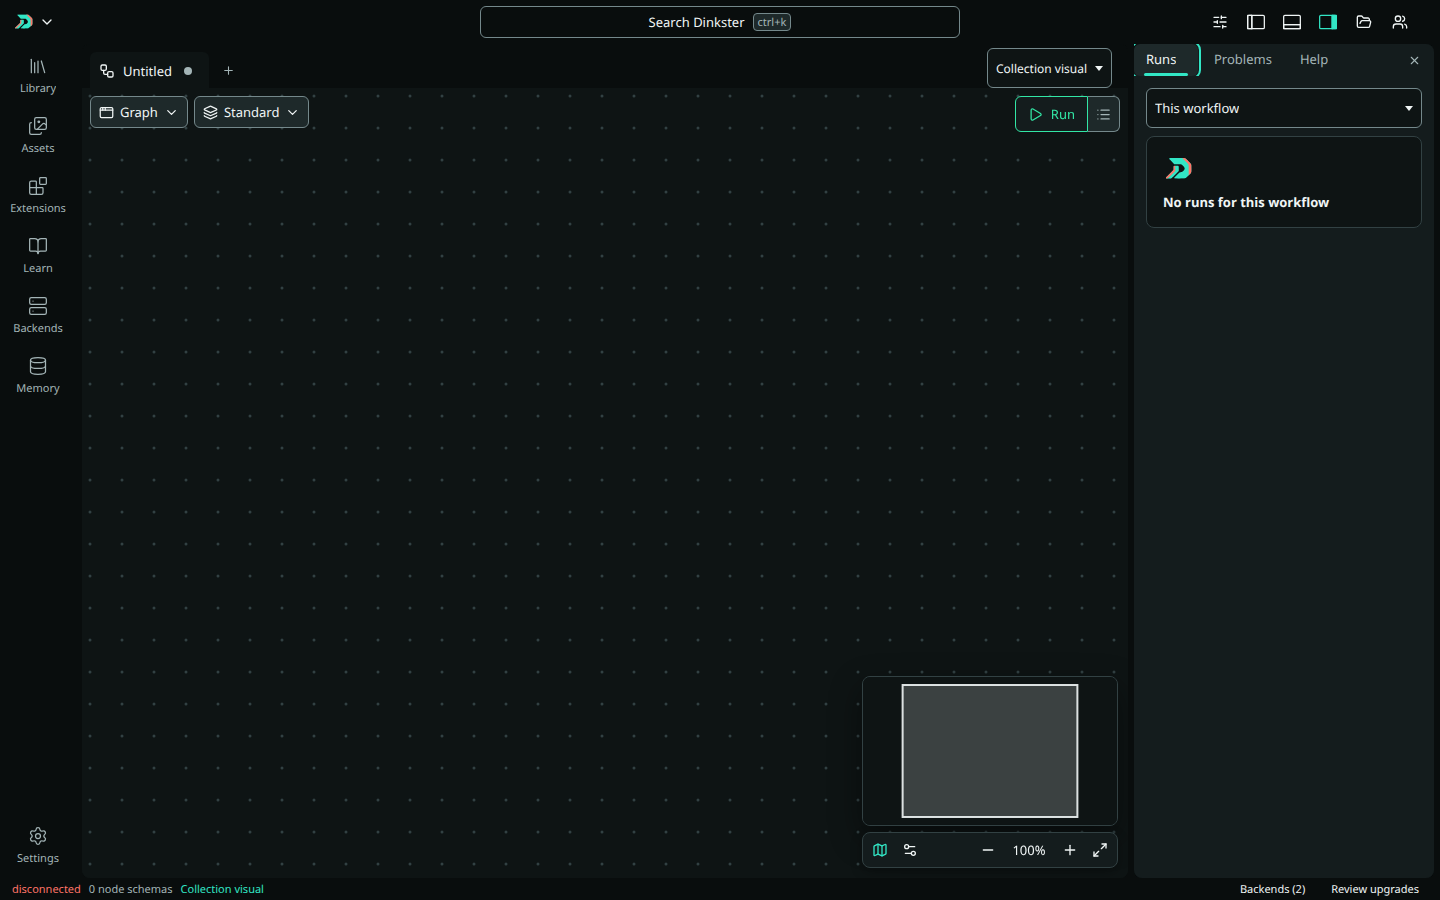 Search Dinkster ctrl+k
Library
Assets
Extensions
Learn
Backends
Memory
Settings
Untitled
Collection visual
Graph
Standard
Run
100%
Runs
Problems
Help
This workflow
No runs for this workflow
disconnected
0 node schemas
Collection visual
Backends (2)
Review upgrades